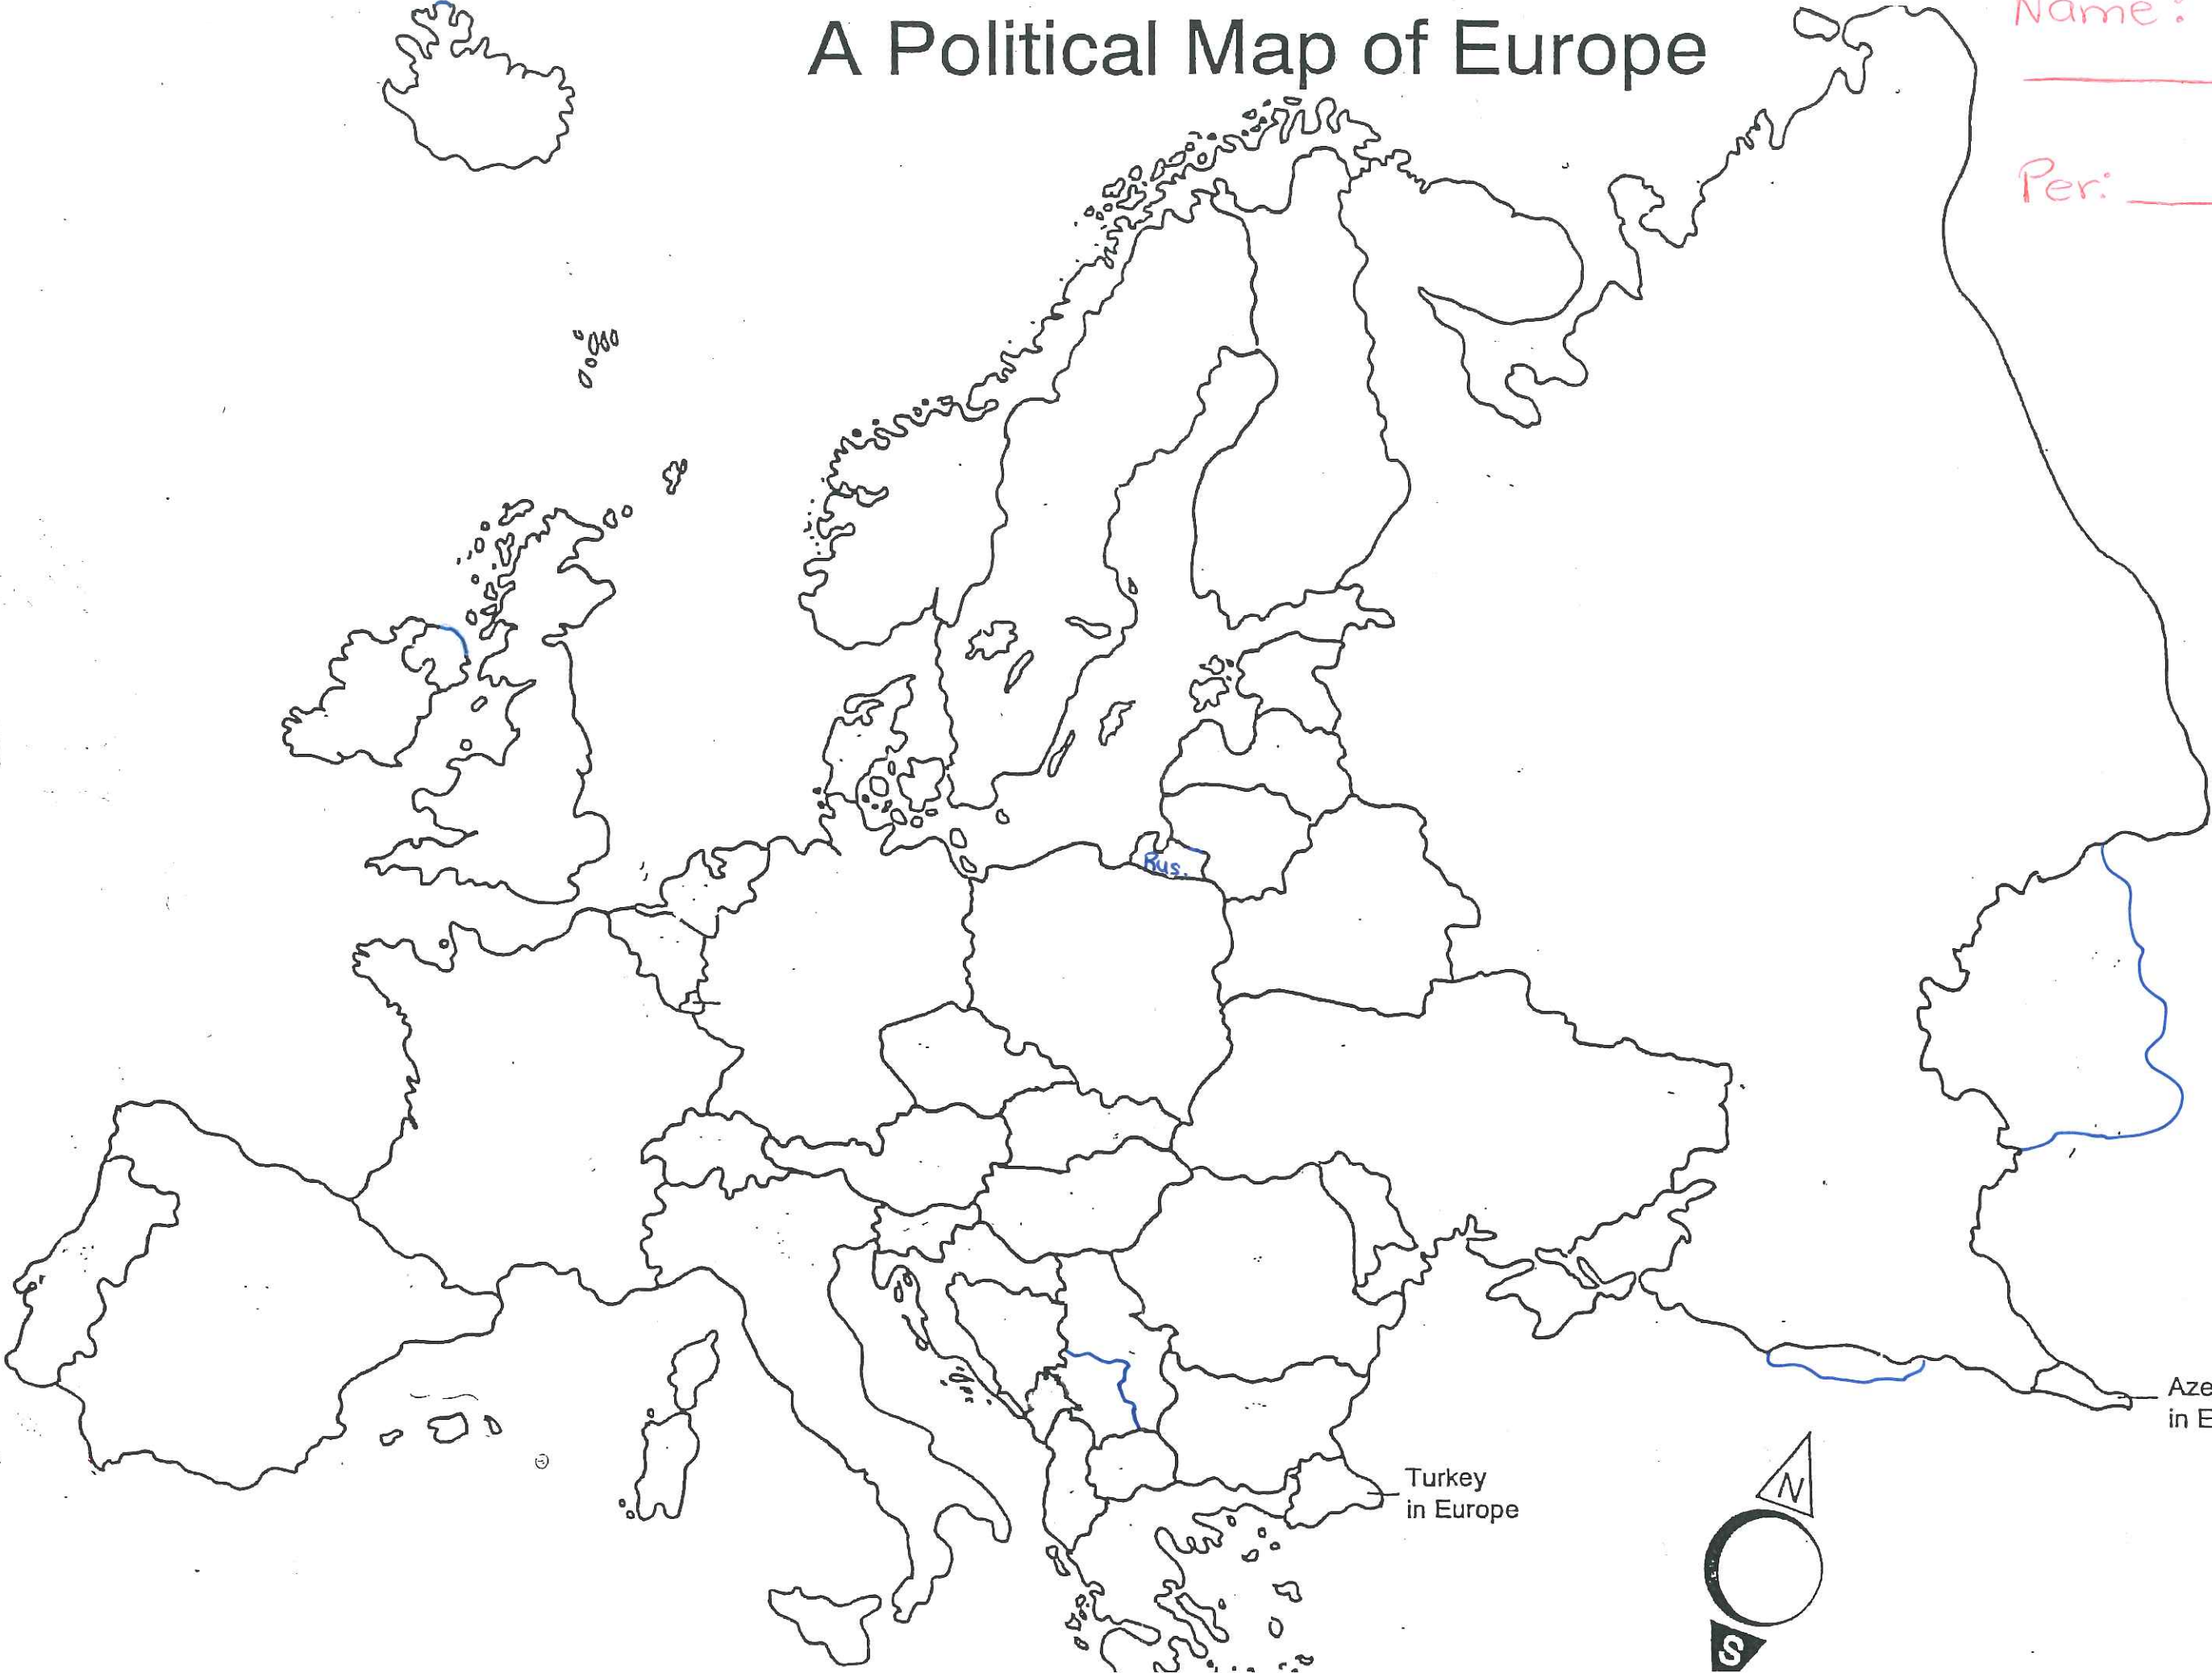 A Political Map of Europe
Name:
Per:
Rus.
Aze
in E
Turkey
in Europe
N
S